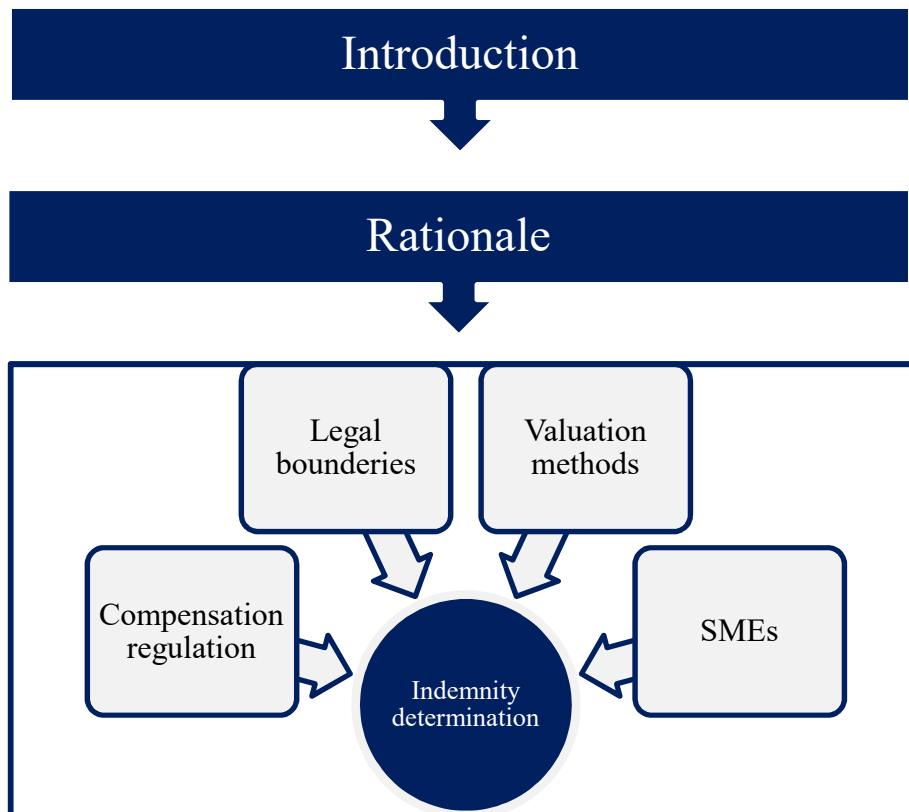 Introduction
Rationale
Legal
bounderies
Valuation
methods
Compensation
regulation
SMEs
Indemnity
determination